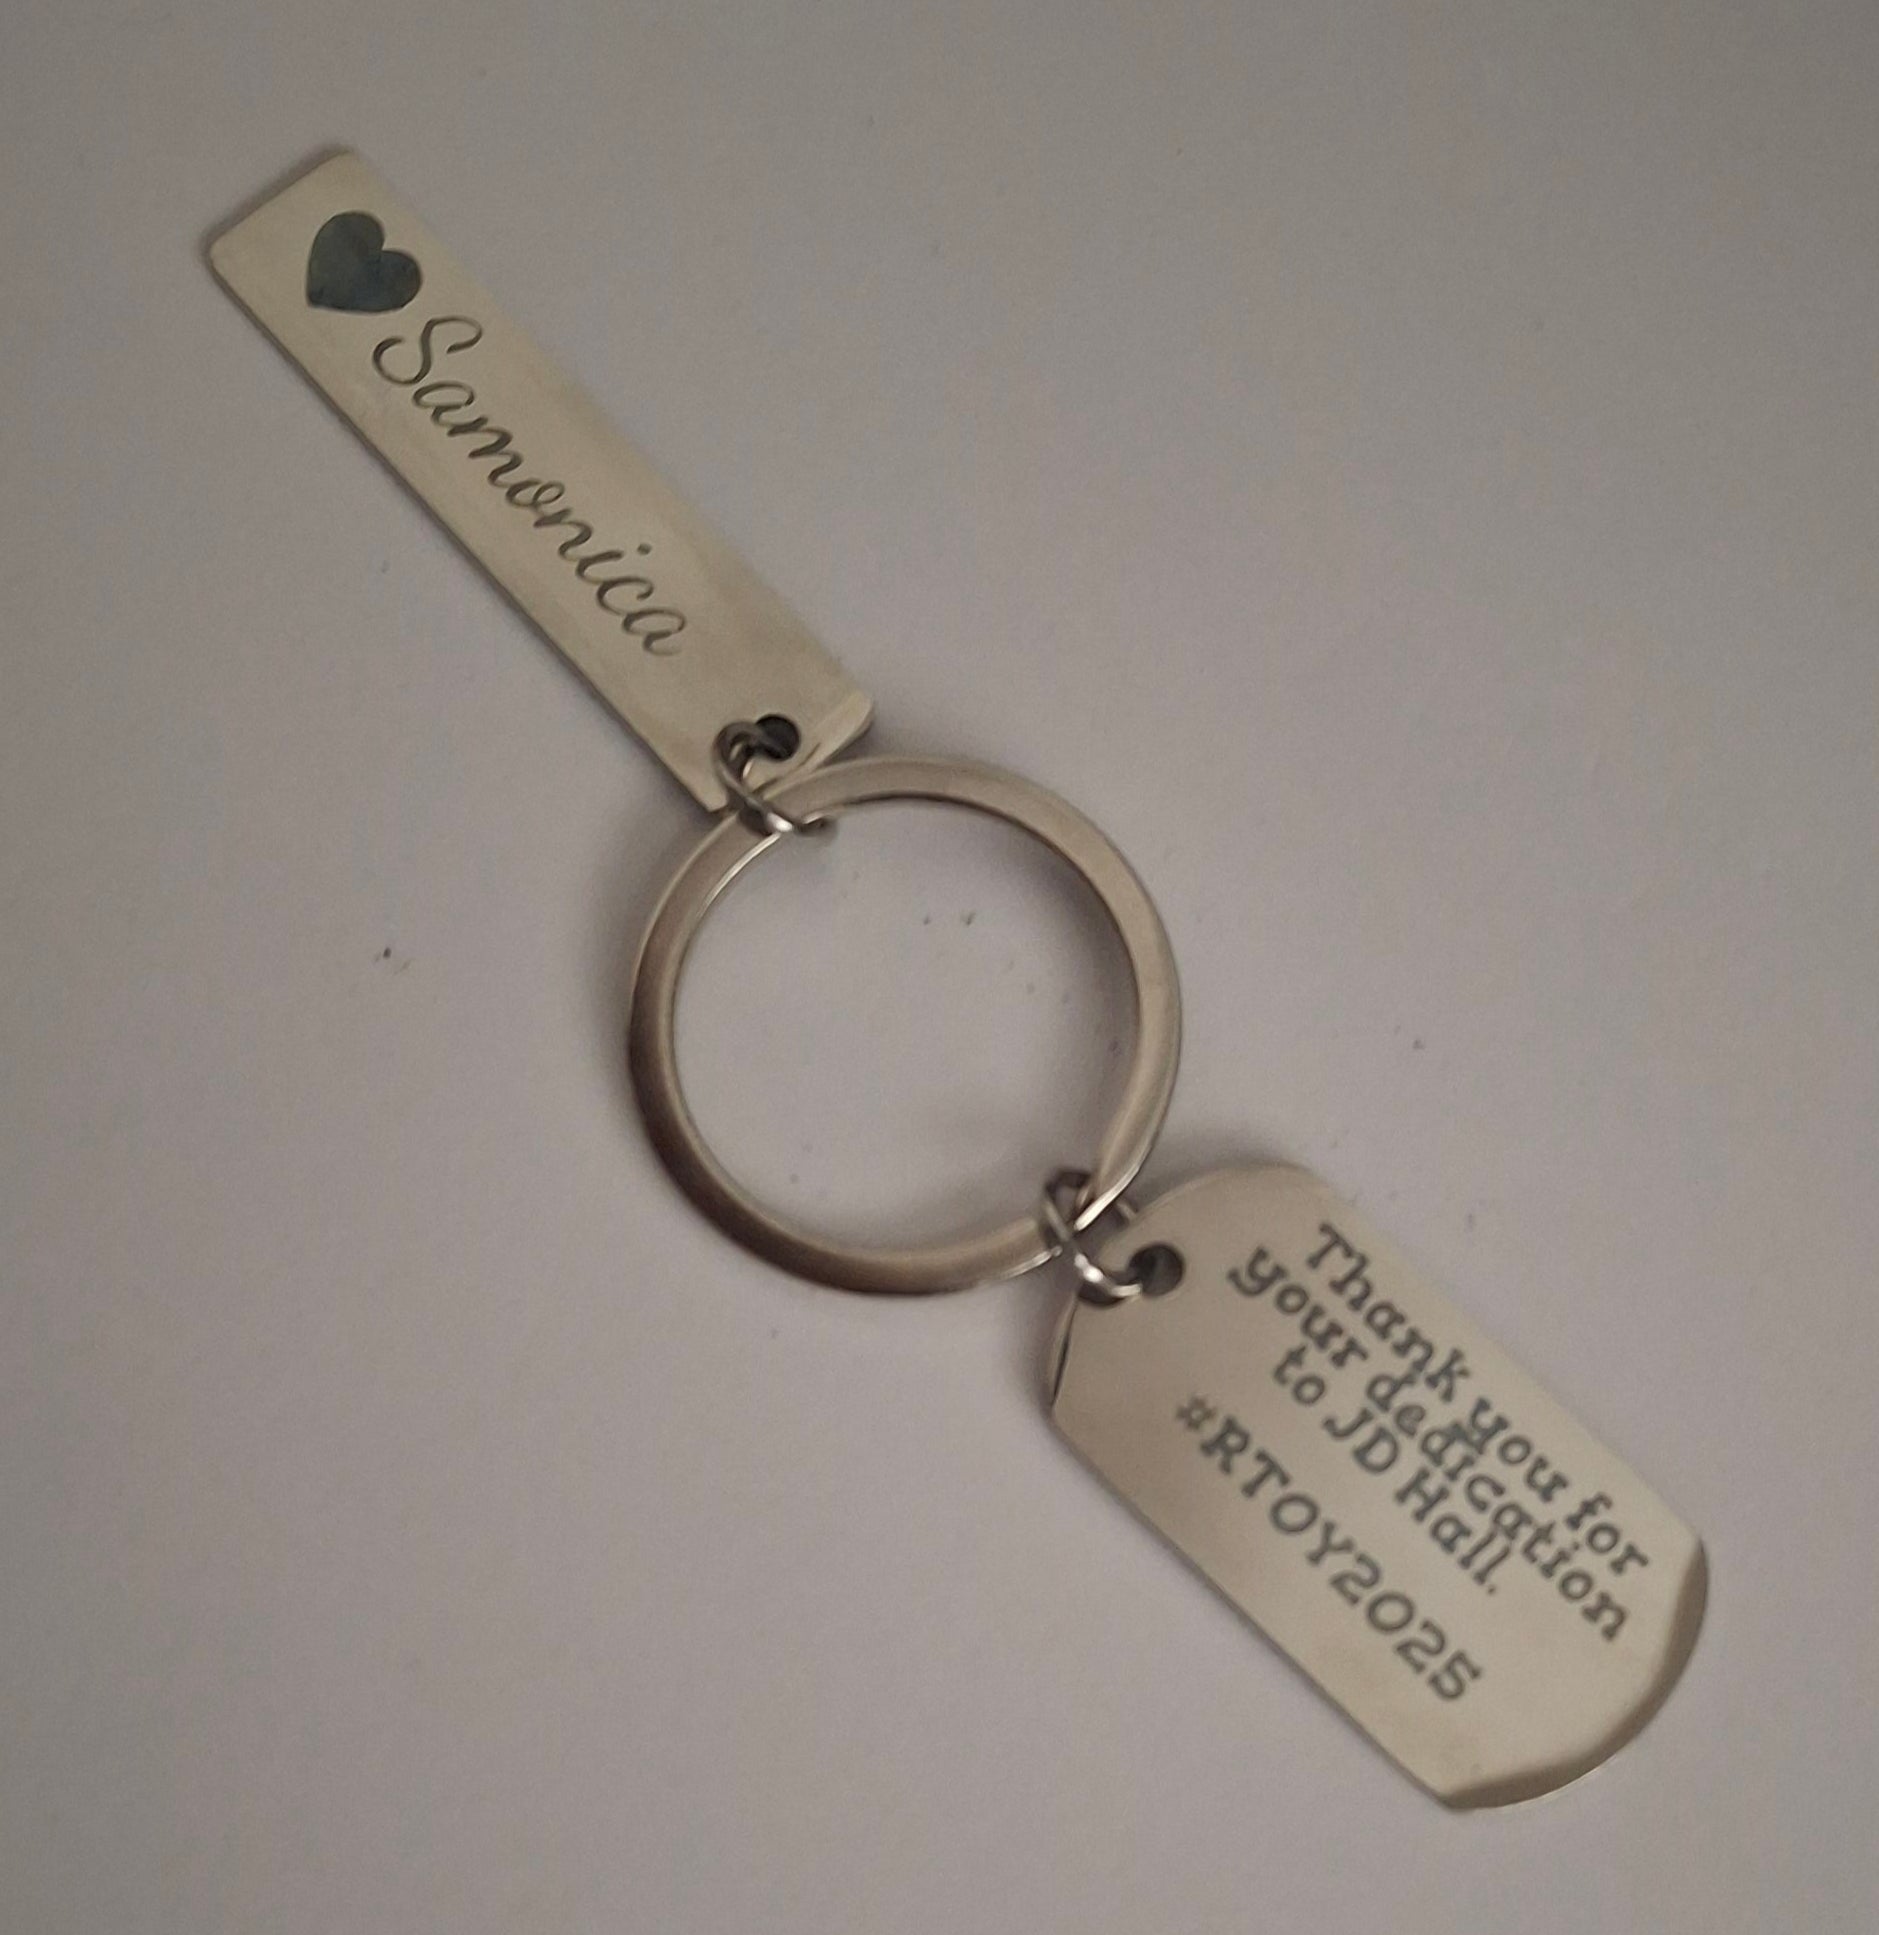 Samonica
Thank you for
your dedication
to JD Hall.
#RTOY2025